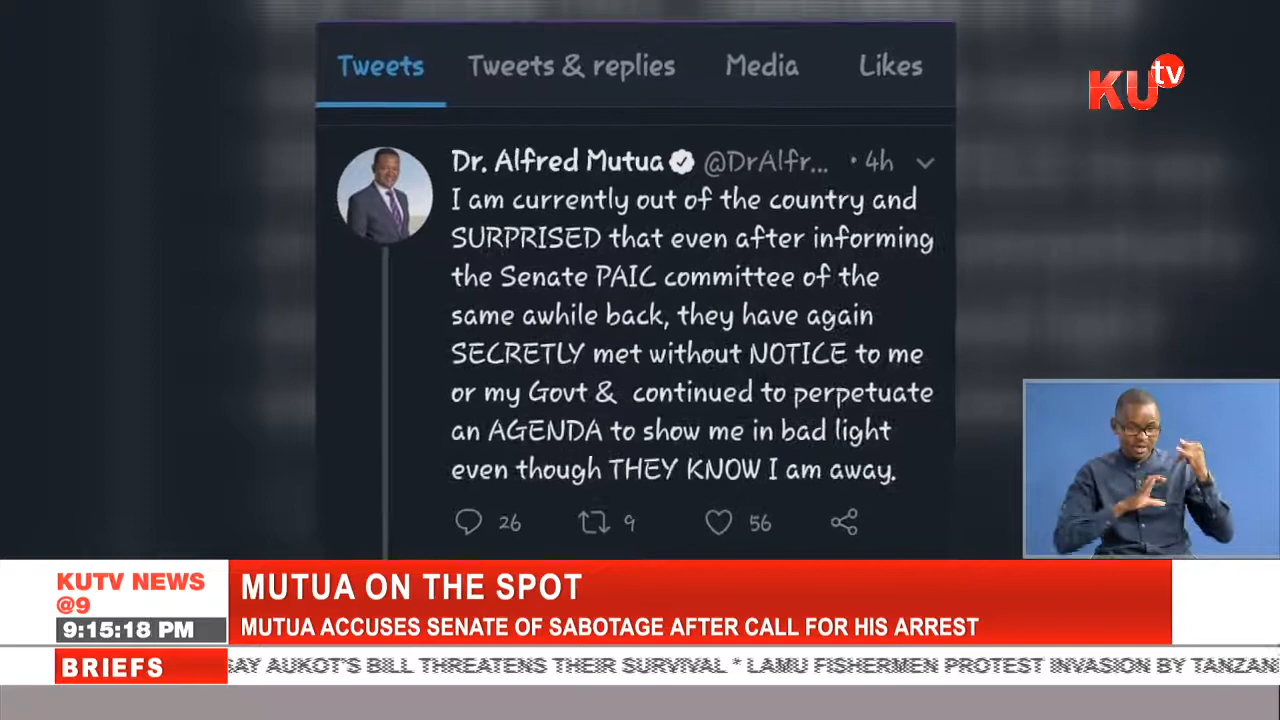 Tweets Tweets & replies Media Likes
KUtv
Dr. Alfred Mutua @DrAlfr... · 4h
I am currently out of the country and
SURPRISED that even after informing
the Senate PAIC committee of the
same awhile back, they have again
SECRETLY met without NOTICE to me
or my Govt & continued to perpetuate
an AGENDA to show me in bad light
even though THEY KNOW I am away.
26 9 56
KUTV NEWS
@9
9:15:18 PM
MUTUA ON THE SPOT
MUTUA ACCUSES SENATE OF SABOTAGE AFTER CALL FOR HIS ARREST
BRIEFS
SAY AUKOT'S BILL THREATENS THEIR SURVIVAL * LAMU FISHERMEN PROTEST INVASION BY TANZAN